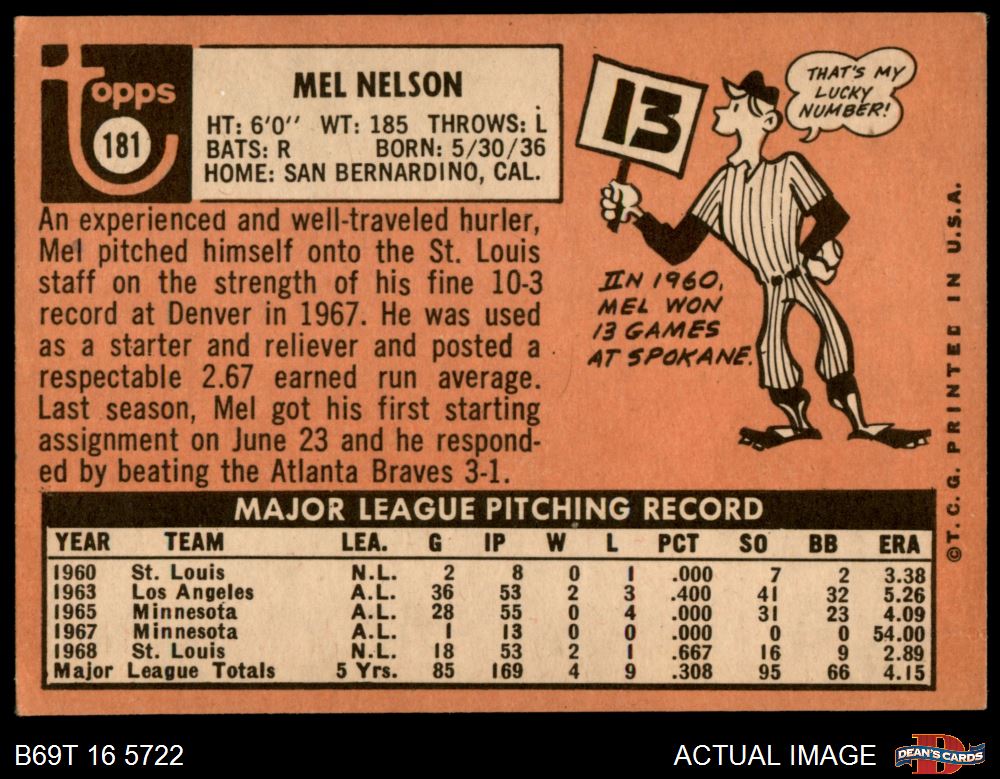 topps
181
MEL NELSON
HT: 6'0'' WT: 185 THROWS: L
BATS: R BORN: 5/30/36
HOME: SAN BERNARDINO, CAL.
An experienced and well-traveled hurler,
Mel pitched himself onto the St. Louis
staff on the strength of his fine 10-3
record at Denver in 1967. He was used
as a starter and reliever and posted a
respectable 2.67 earned run average.
Last season, Mel got his first starting
assignment on June 23 and he respond-
ed by beating the Atlanta Braves 3-1.
13
THAT'S MY
LUCKY
NUMBER!
IN 1960,
MEL WON
13 GAMES
AT SPOKANE.
©T. C. G. PRINTED IN U.S.A.
MAJOR LEAGUE PITCHING RECORD
YEAR TEAM LEA. G IP W L PCT SO BB ERA
1960 St. Louis N.L. 2 8 0 1 .000 7 2 3.38
1963 Los Angeles A.L. 36 53 2 3 .400 41 32 5.26
1965 Minnesota A.L. 28 55 0 4 .000 31 23 4.09
1967 Minnesota A.L. 1 13 0 0 .000 0 0 54.00
1968 St. Louis N.L. 18 53 2 1 .667 16 9 2.89
Major League Totals 5 Yrs. 85 169 4 9 .308 95 66 4.15
B69T 16 5722
ACTUAL IMAGE
DEAN'S CARDS